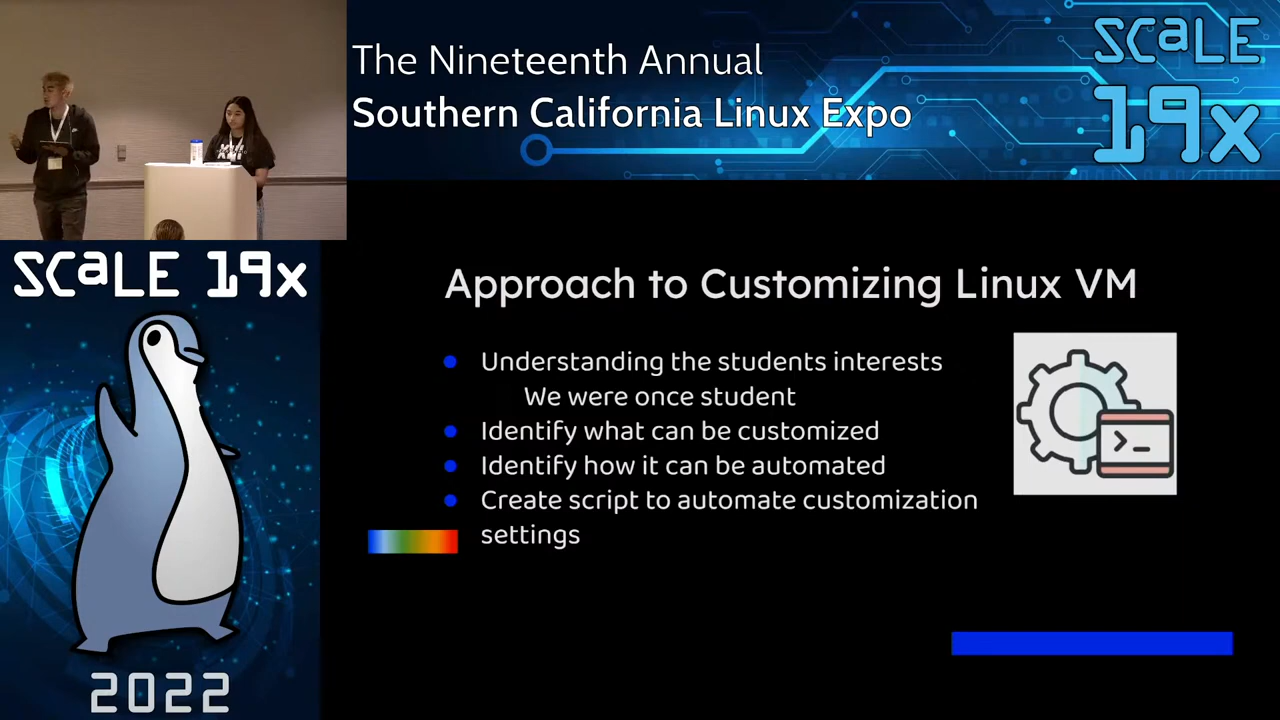 The Nineteenth Annual
Southern California Linux Expo
SCaLE
19x
SCaLE 19x
Approach to Customizing Linux VM
Understanding the students interests
We were once student
Identify what can be customized
Identify how it can be automated
Create script to automate customization
settings
2022